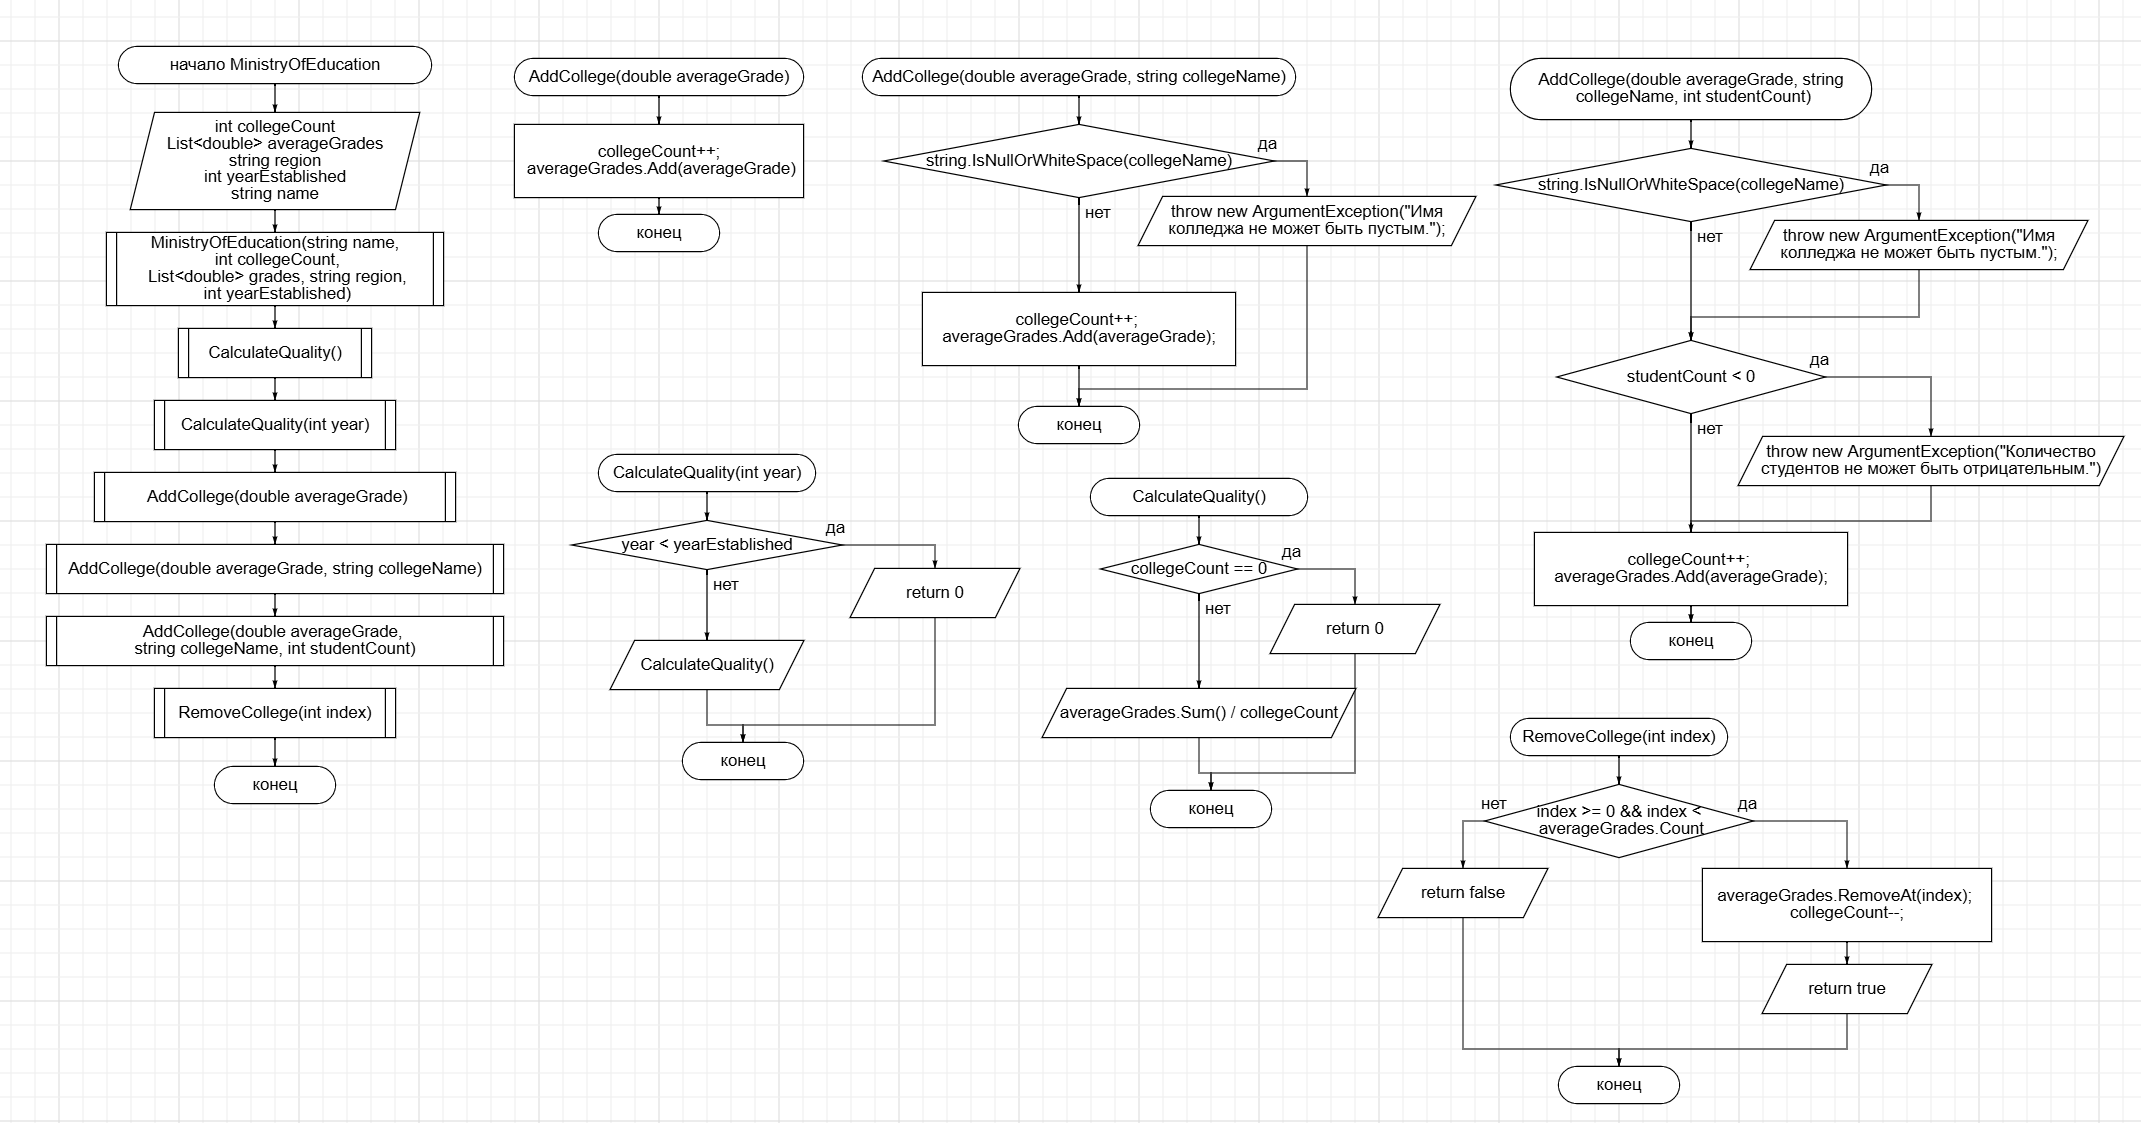 начало MinistryOfEducation
int collegeCount
List<double> averageGrades
string region
int yearEstablished
string name
MinistryOfEducation(string name,
int collegeCount,
List<double> grades, string region,
int yearEstablished)
CalculateQuality()
CalculateQuality(int year)
AddCollege(double averageGrade)
AddCollege(double averageGrade, string collegeName)
AddCollege(double averageGrade,
string collegeName, int studentCount)
RemoveCollege(int index)
конец
AddCollege(double averageGrade)
collegeCount++;
averageGrades.Add(averageGrade)
конец
AddCollege(double averageGrade, string collegeName)
string.IsNullOrWhiteSpace(collegeName)
да
нет
throw new ArgumentException("Имя
колледжа не может быть пустым.");
collegeCount++;
averageGrades.Add(averageGrade);
конец
AddCollege(double averageGrade, string
collegeName, int studentCount)
string.IsNullOrWhiteSpace(collegeName)
да
нет
throw new ArgumentException("Имя
колледжа не может быть пустым.");
studentCount < 0
да
нет
throw new ArgumentException("Количество
студентов не может быть отрицательным.")
collegeCount++;
averageGrades.Add(averageGrade);
конец
CalculateQuality(int year)
year < yearEstablished
да
нет
return 0
CalculateQuality()
конец
CalculateQuality()
collegeCount == 0
да
нет
return 0
averageGrades.Sum() / collegeCount
конец
RemoveCollege(int index)
index >= 0 && index <
averageGrades.Count
нет
да
return false
averageGrades.RemoveAt(index);
collegeCount--;
return true
конец